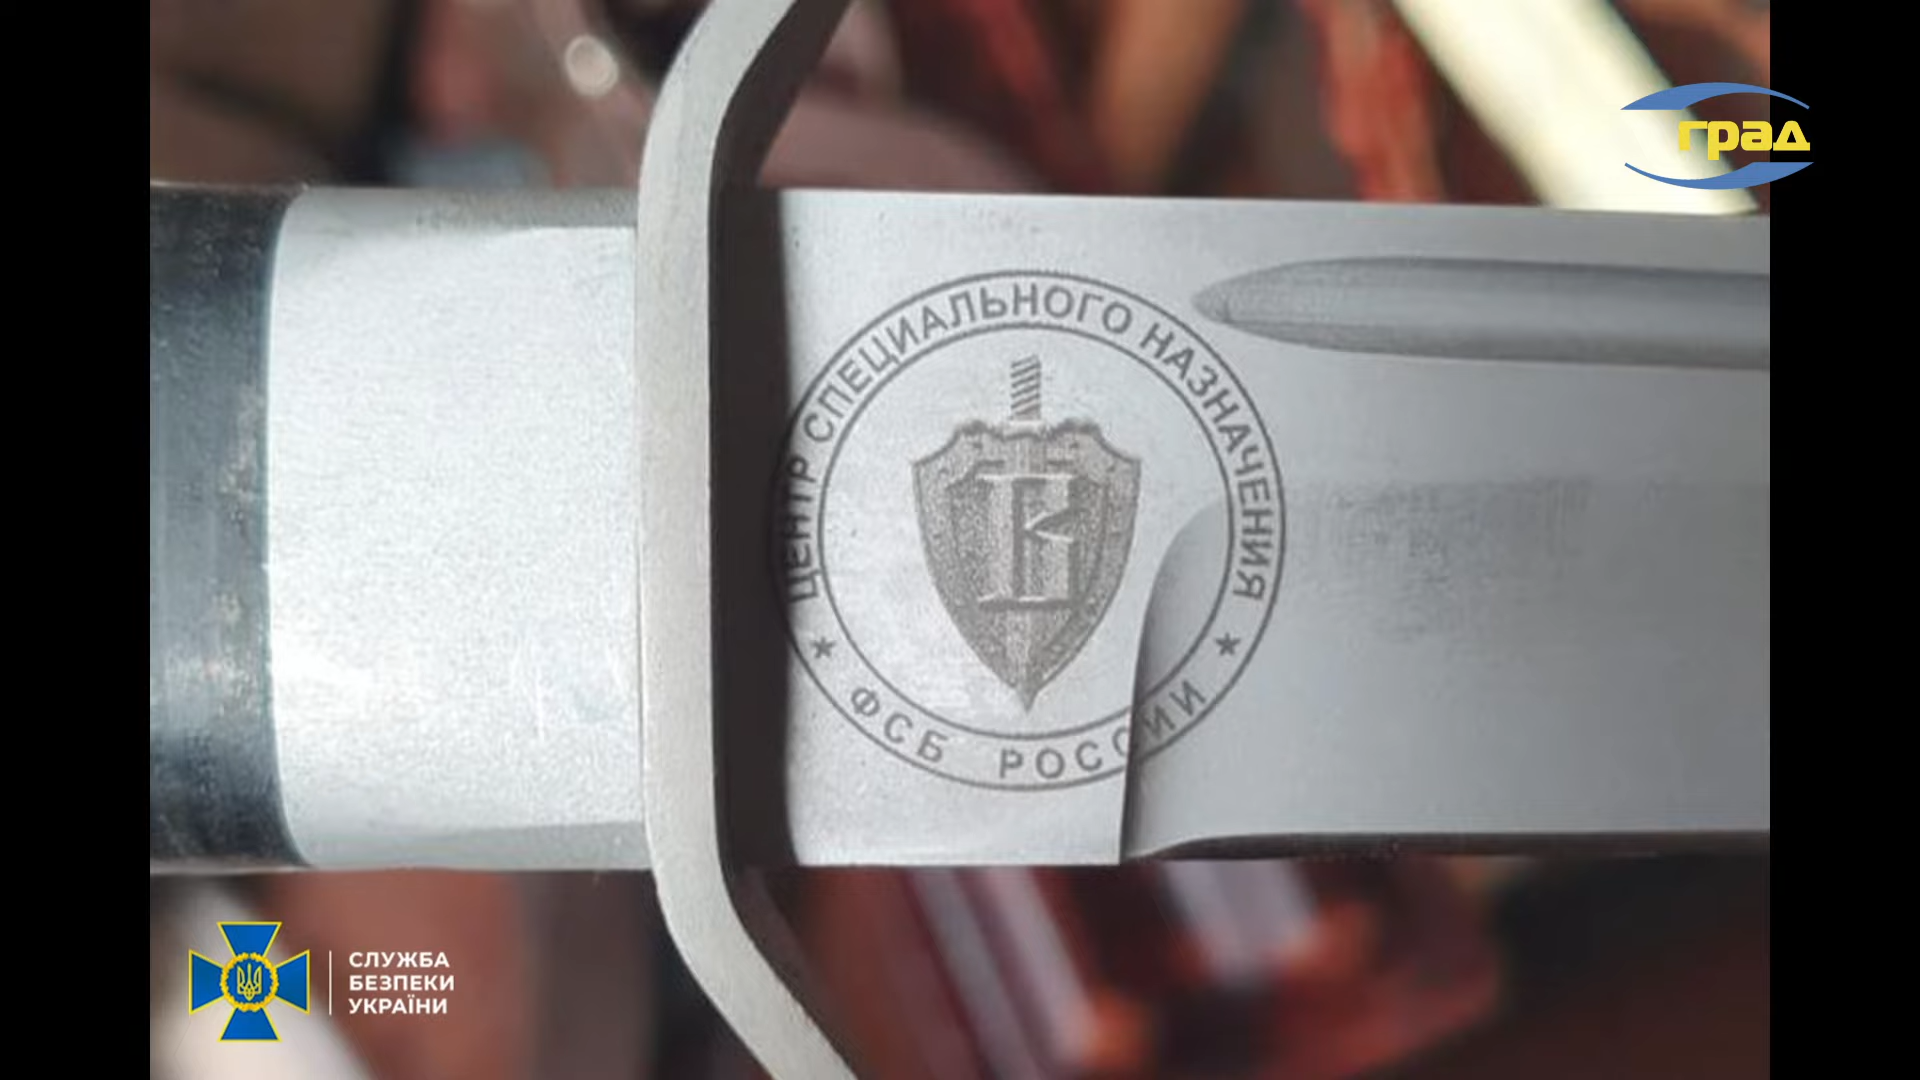 град
ЦЕНТР СПЕЦИАЛЬНОГО НАЗНАЧЕНИЯ
В
★ ФСБ РОССИИ ★
СЛУЖБА
БЕЗПЕКИ
УКРАЇНИ